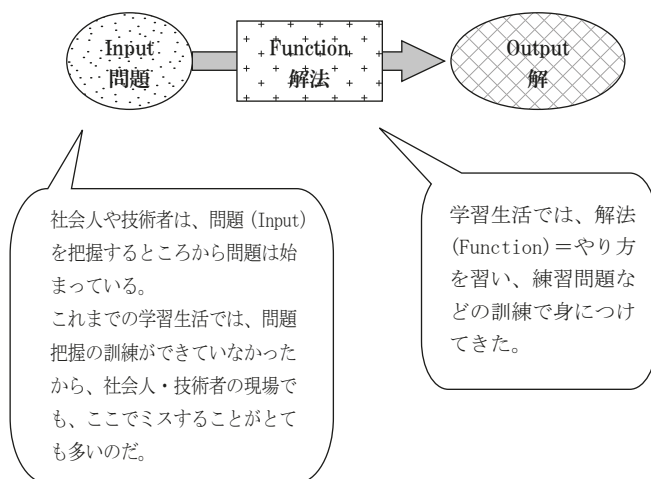 Input
問題
Function
解法
Output
解
社会人や技術者は、問題(Input)
を把握するところから問題は始
まっている。
これまでの学習生活では、問題
把握の訓練ができていなかった
から、社会人・技術者の現場で
も、ここでミスすることがとて
も多いのだ。
学習生活では、解法
(Function)＝やり方
を習い、練習問題な
どの訓練で身につけ
てきた。